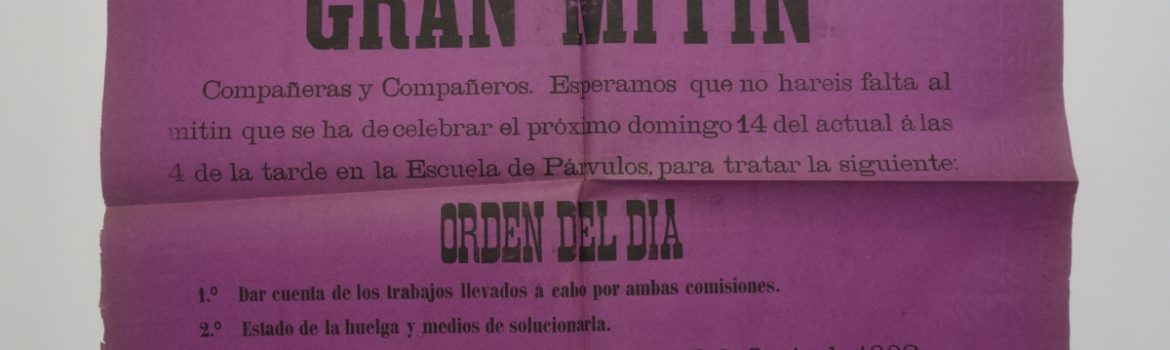 GRAN MITIN
Compañeras y Compañeros. Esperamos que no hareis falta al
mitin que se ha de celebrar el próximo domingo 14 del actual á las
4 de la tarde en la Escuela de Párvulos, para tratar la siguiente:
ORDEN DEL DIA
1.º Dar cuenta de los trabajos llevados á cabo por ambas comisiones.
2.º Estado de la huelga y medios de solucionarla.